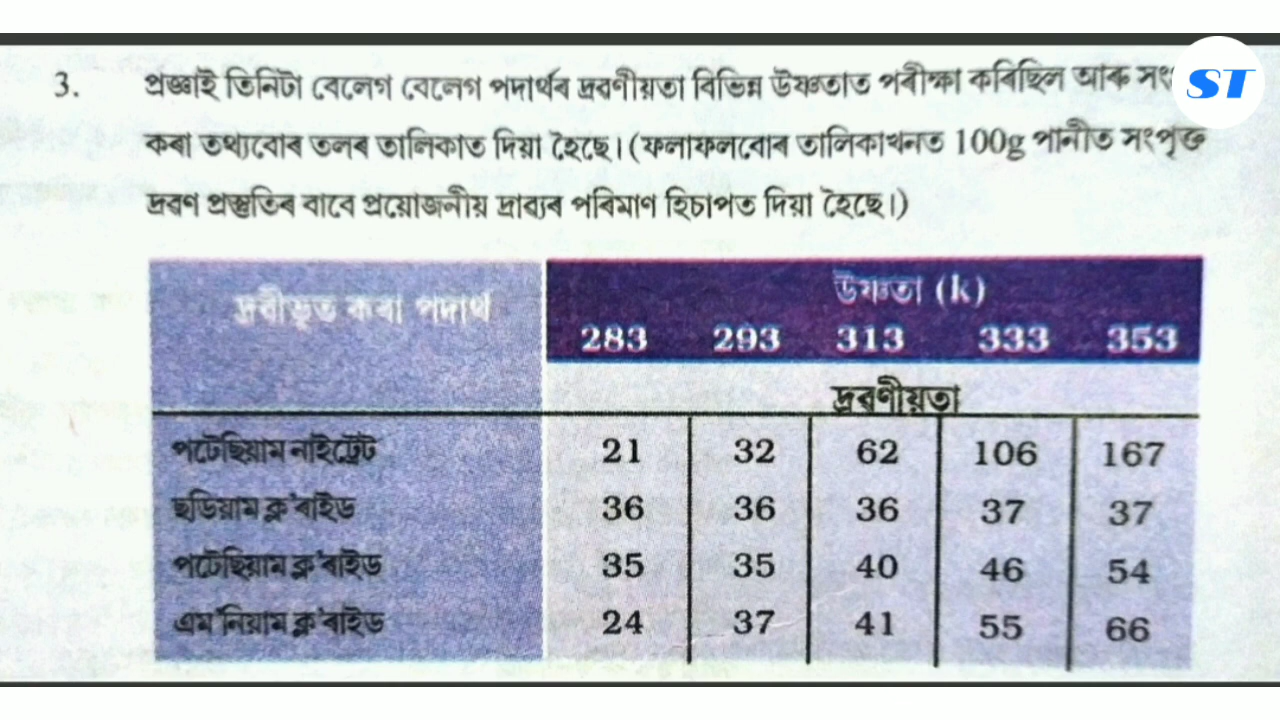 3. প্ৰজ্ঞাই তিনিটা বেলেগ বেলেগ পদাৰ্থৰ দ্ৰৱণীয়তা বিভিন্ন উষ্ণতাত পৰীক্ষা কৰিছিল আৰু
ST
কৰা তথ্যবোৰ তলৰ তালিকাত দিয়া হৈছে। (ফলাফলবোৰ তালিকাখনত 100g পানীত সংপৃক্ত
দ্ৰৱণ প্ৰস্তুতিৰ বাবে প্ৰয়োজনীয় দ্ৰাব্যৰ পৰিমাণ হিচাপত দিয়া হৈছে।)
দ্ৰবীভূত কৰা পদাৰ্থ উষ্ণতা (k)
283 293 313 333 353
দ্ৰৱণীয়তা
পটেছিয়াম নাইট্ৰেট 21 32 62 106 167
ছডিয়াম ক্ল'ৰাইড 36 36 36 37 37
পটেছিয়াম ক্ল'ৰাইড 35 35 40 46 54
এম'নিয়াম ক্ল'ৰাইড 24 37 41 55 66